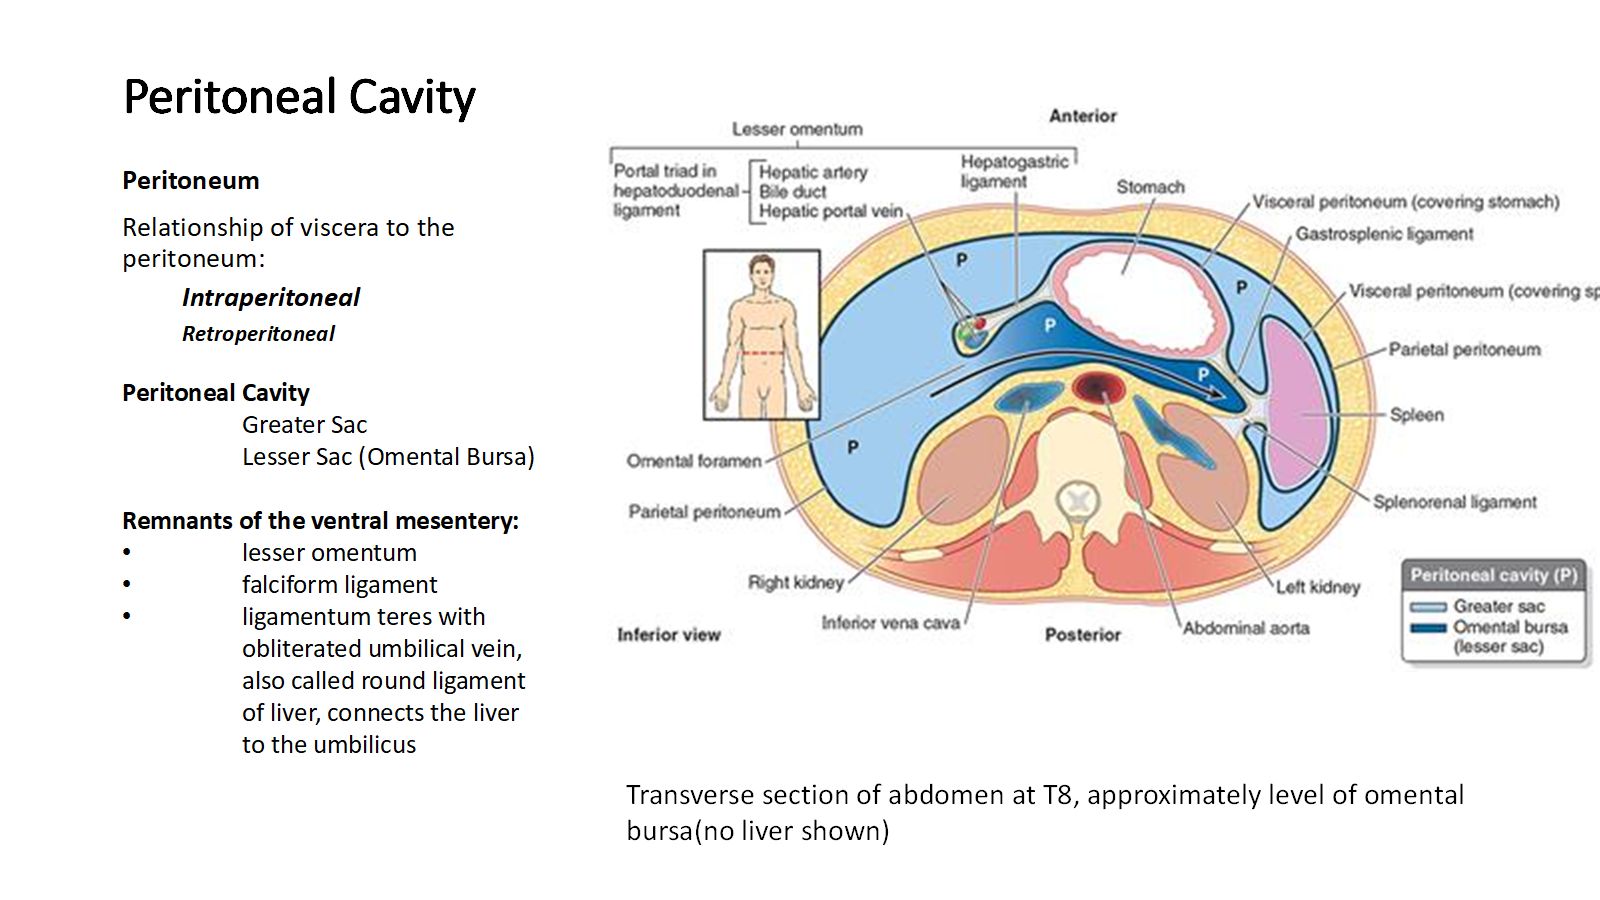 Peritoneal Cavity
Peritoneum
Relationship of viscera to the
peritoneum:
Intraperitoneal
Retroperitoneal
Peritoneal Cavity
Greater Sac
Lesser Sac (Omental Bursa)
Remnants of the ventral mesentery:
• lesser omentum
• falciform ligament
• ligamentum teres with
obliterated umbilical vein,
also called round ligament
of liver, connects the liver
to the umbilicus
Anterior
Lesser omentum
Portal triad in
hepatoduodenal
ligament
Hepatic artery
Bile duct
Hepatic portal vein
Hepatogastric
ligament
Stomach
Visceral peritoneum (covering stomach)
Gastrosplenic ligament
Visceral peritoneum (covering sp
Parietal peritoneum
Spleen
Splenorenal ligament
P
P
P
P
P
Omental foramen
Parietal peritoneum
Right kidney
Inferior vena cava
Left kidney
Abdominal aorta
Inferior view
Posterior
Peritoneal cavity (P)
Greater sac
Omental bursa
(lesser sac)
Transverse section of abdomen at T8, approximately level of omental
bursa(no liver shown)